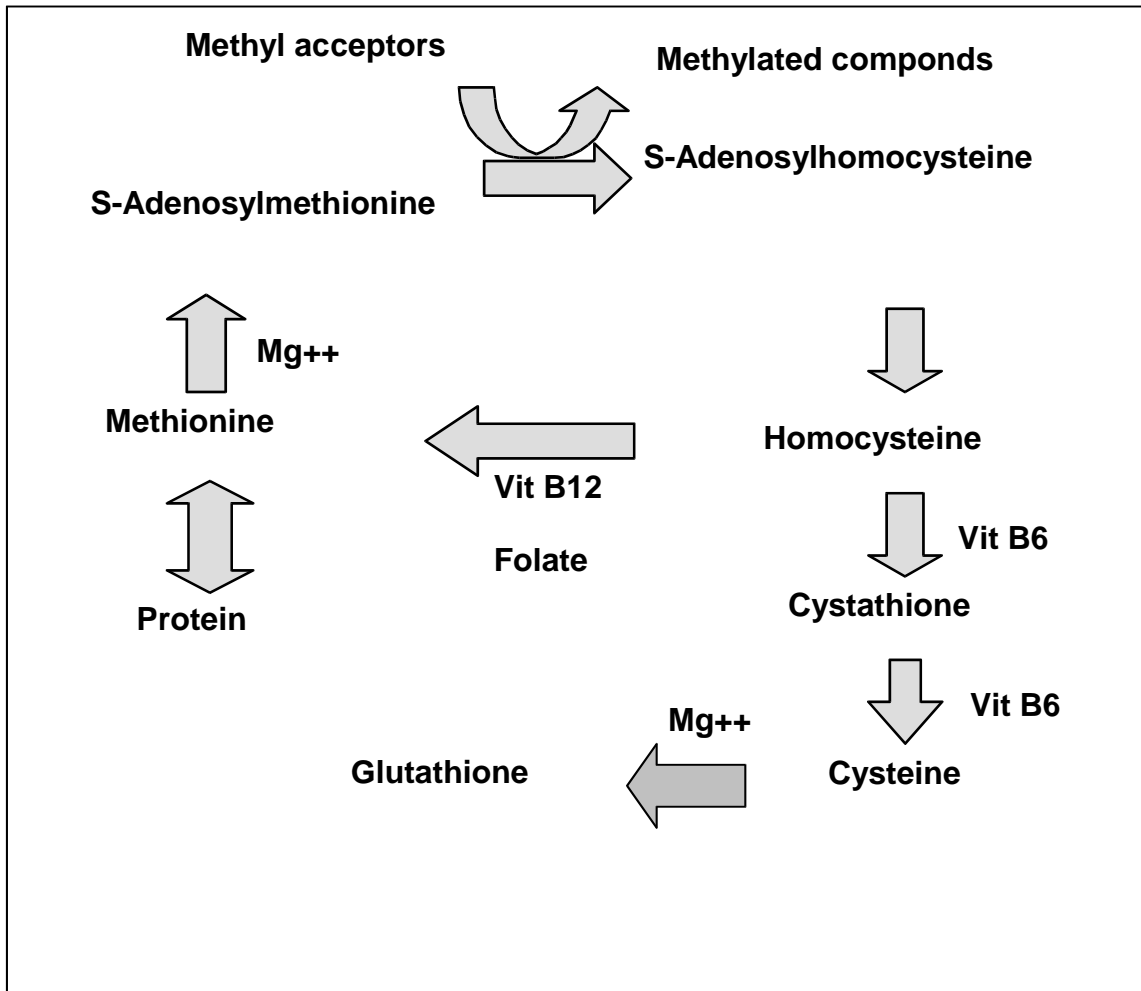 Methyl acceptors
Methylated componds
S-Adenosylhomocysteine
S-Adenosylmethionine
Mg++
Methionine
Homocysteine
Vit B12
Vit B6
Folate
Cystathione
Protein
Vit B6
Mg++
Glutathione
Cysteine